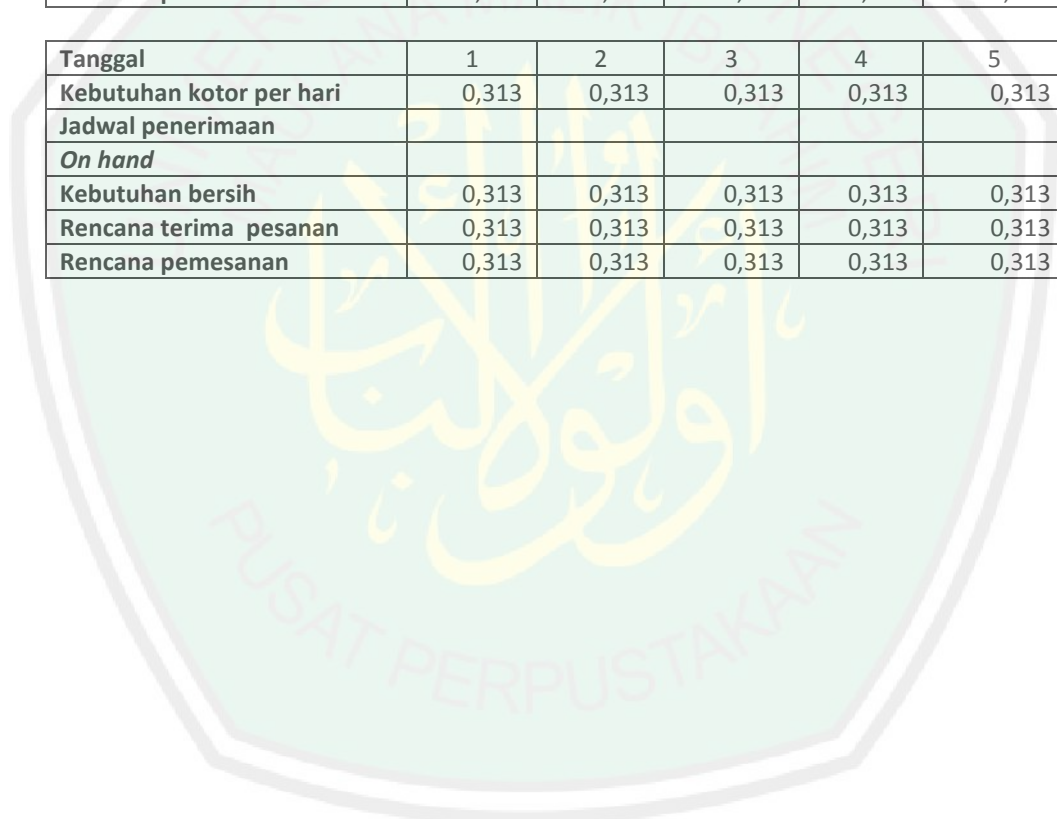 Tanggal 1 2 3 4 5
Kebutuhan kotor per hari 0,313 0,313 0,313 0,313 0,313
Jadwal penerimaan
On hand
Kebutuhan bersih 0,313 0,313 0,313 0,313 0,313
Rencana terima pesanan 0,313 0,313 0,313 0,313 0,313
Rencana pemesanan 0,313 0,313 0,313 0,313 0,313
PUSAT PERPUSTAKAAN